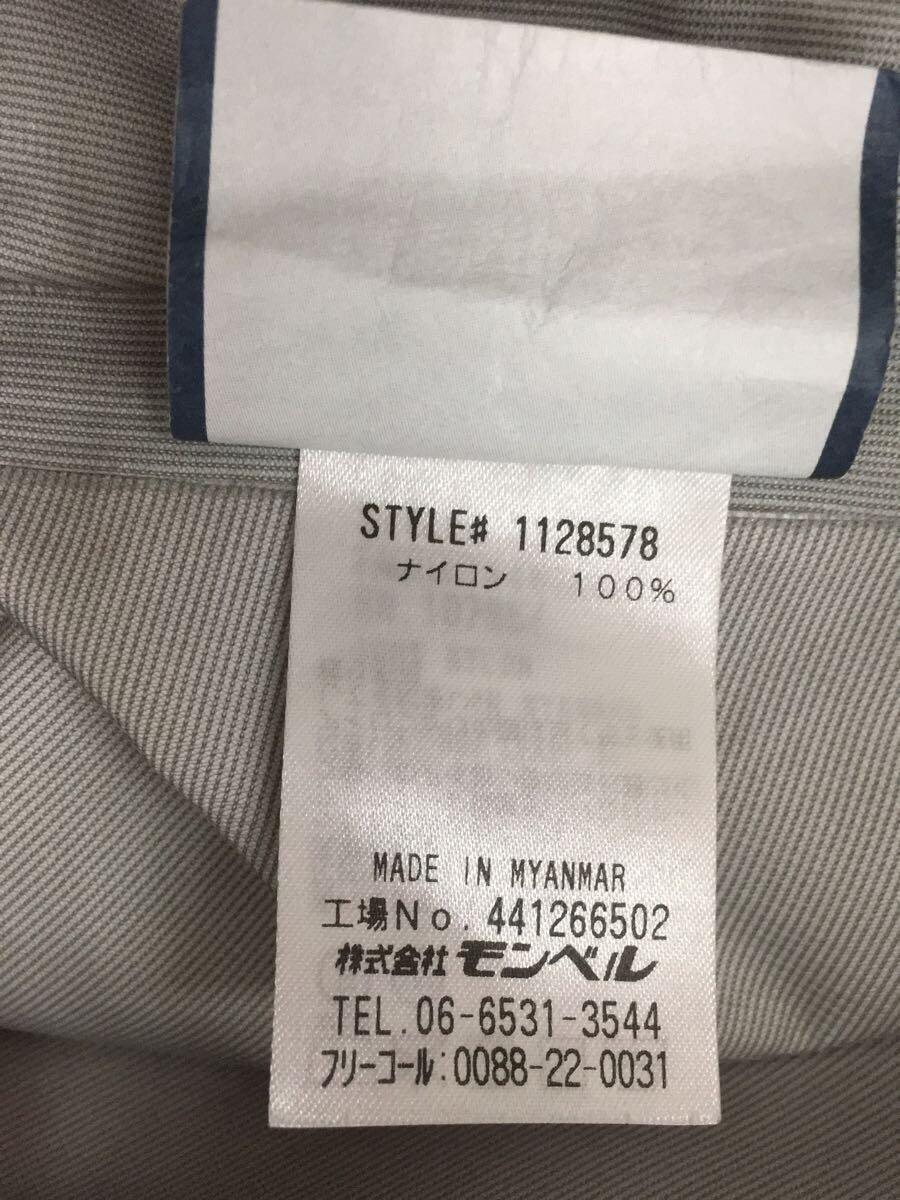 STYLE# 1128578
ナイロン 100%
MADE IN MYANMAR
工場No. 441266502
株式会社 モンベル
TEL.06-6531-3544
フリーコール:0088-22-0031